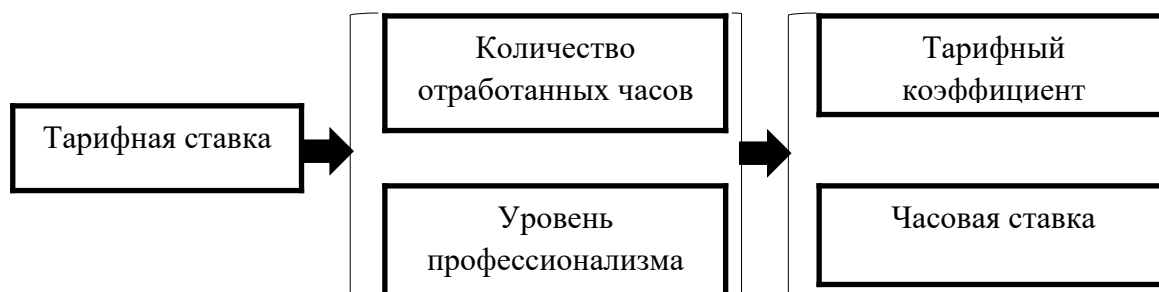 Количество
отработанных часов
Тарифный
коэффициент
Тарифная ставка
Уровень
профессионализма
Часовая ставка